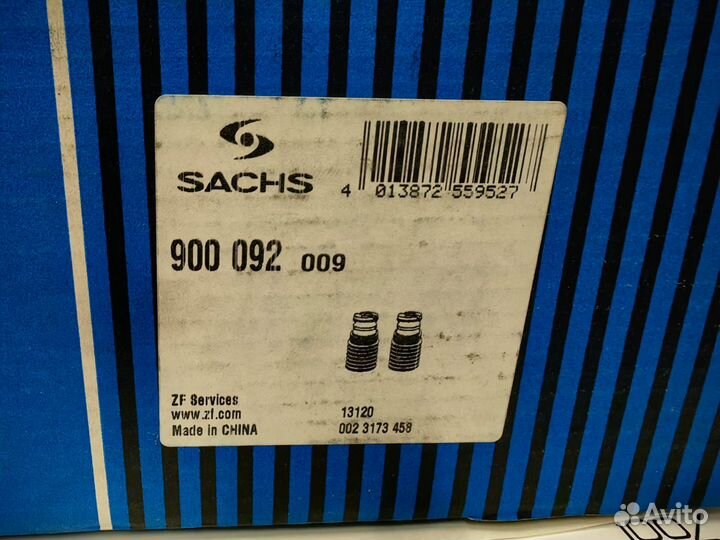 SACHS
4 013872 559527
900 092 009
ZF Services
www.zf.com
Made in CHINA
13120
002 3173 458
Avito